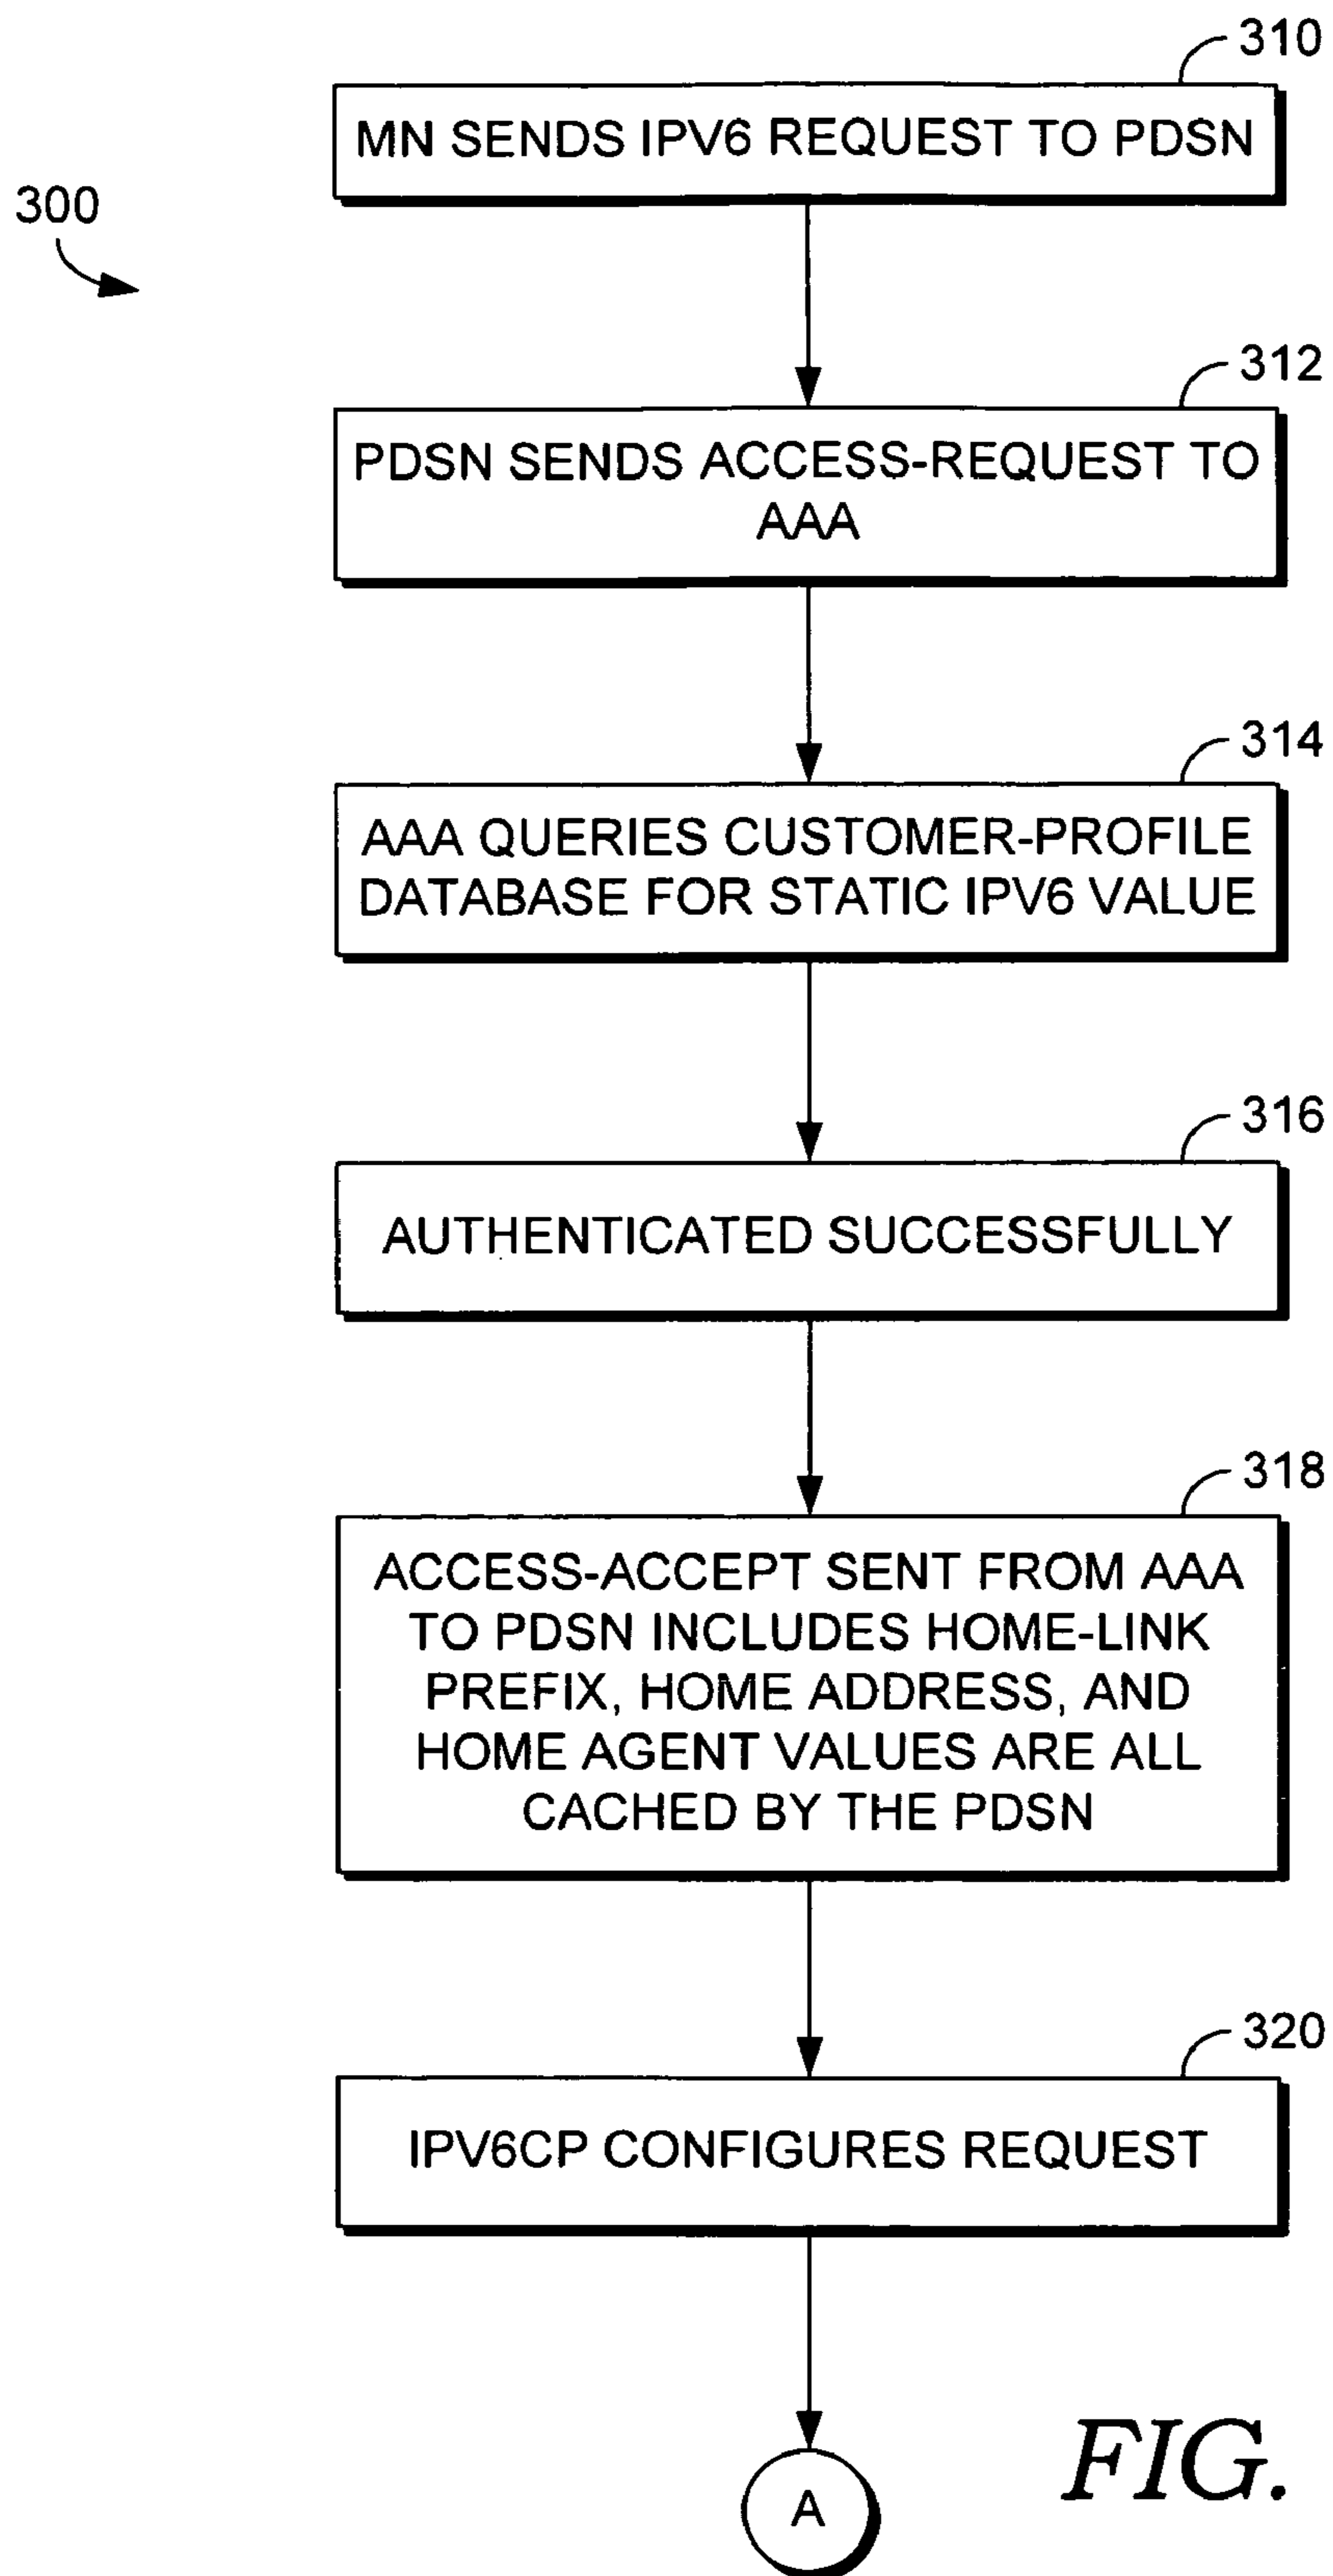 310
MN SENDS IPV6 REQUEST TO PDSN
300
312
PDSN SENDS ACCESS-REQUEST TO
AAA
314
AAA QUERIES CUSTOMER-PROFILE
DATABASE FOR STATIC IPV6 VALUE
316
AUTHENTICATED SUCCESSFULLY
318
ACCESS-ACCEPT SENT FROM AAA
TO PDSN INCLUDES HOME-LINK
PREFIX, HOME ADDRESS, AND
HOME AGENT VALUES ARE ALL
CACHED BY THE PDSN
320
IPV6CP CONFIGURES REQUEST
FIG.
A